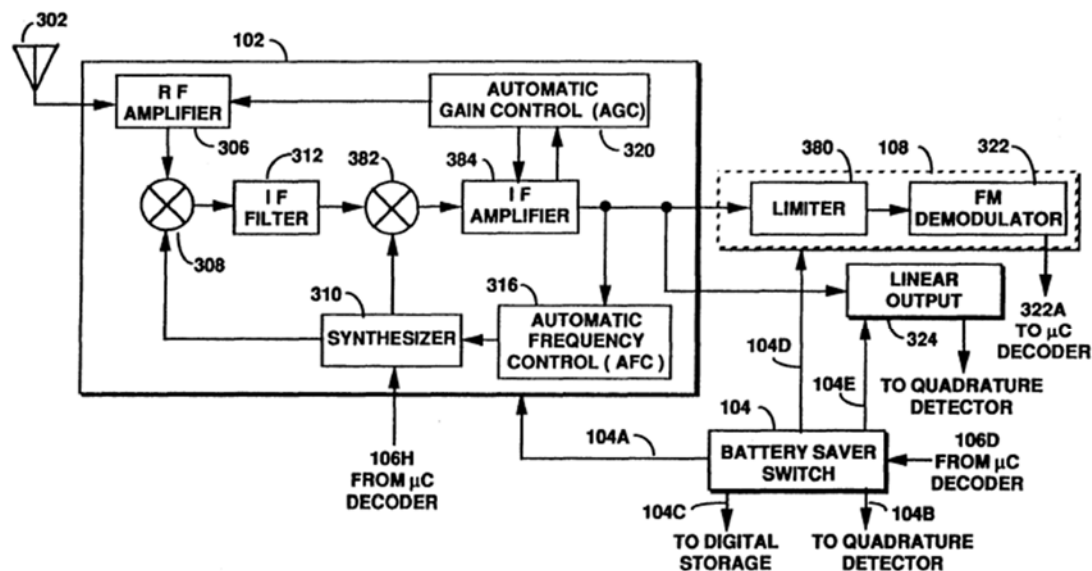 302
102
R F
AMPLIFIER
306
AUTOMATIC
GAIN CONTROL (AGC)
320
312
382
384
380
108
322
I F
FILTER
I F
AMPLIFIER
LIMITER
FM
DEMODULATOR
308
310
316
LINEAR
OUTPUT
324
322A
TO μC
DECODER
SYNTHESIZER
AUTOMATIC
FREQUENCY
CONTROL ( AFC )
104D
104E
TO QUADRATURE
DETECTOR
104
104A
BATTERY SAVER
SWITCH
106D
FROM μC
DECODER
106H
FROM μC
DECODER
104C
104B
TO DIGITAL
STORAGE
TO QUADRATURE
DETECTOR